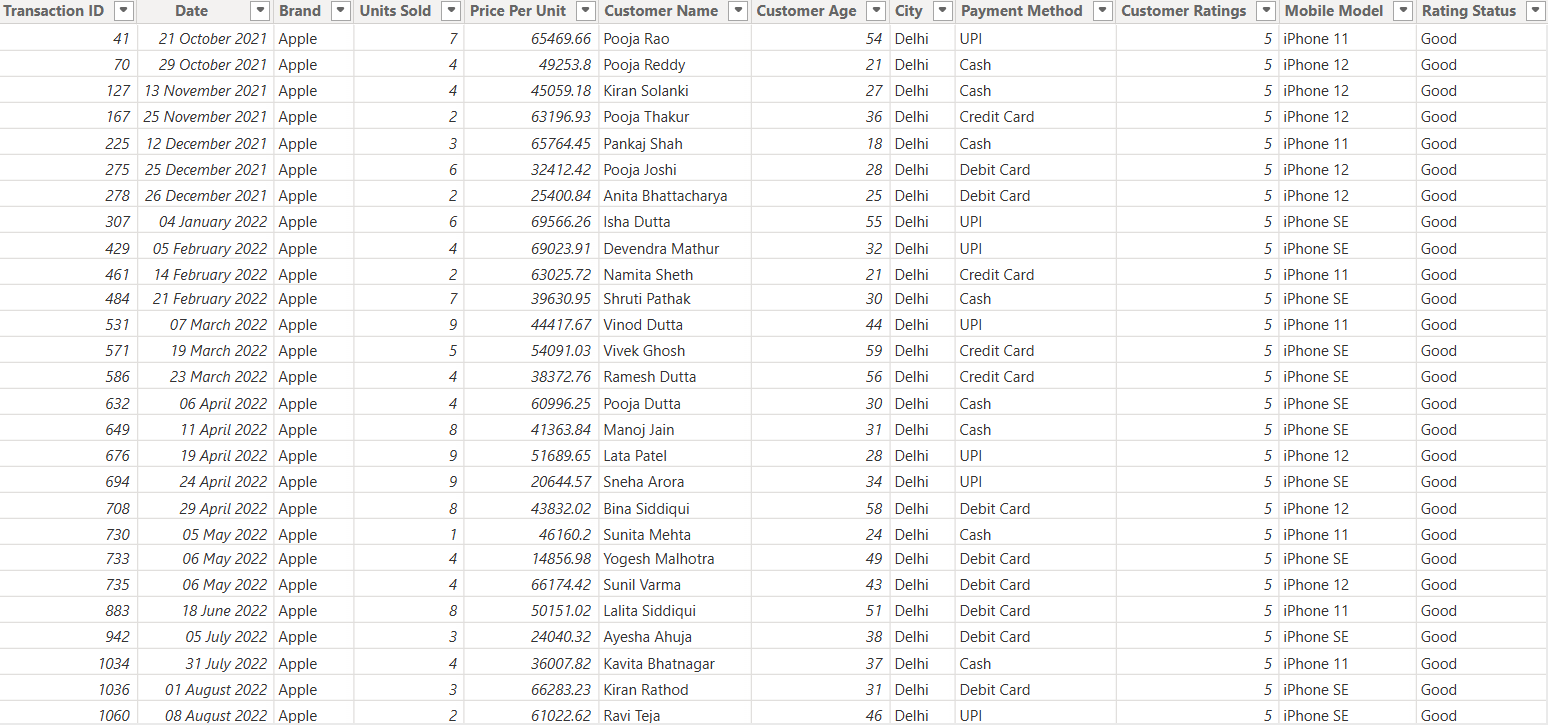 Transaction ID Date Brand Units Sold Price Per Unit Customer Name Customer Age City Payment Method Customer Ratings Mobile Model Rating Status
41 21 October 2021 Apple 7 65469.66 Pooja Rao 54 Delhi UPI 5 iPhone 11 Good
70 29 October 2021 Apple 4 49253.8 Pooja Reddy 21 Delhi Cash 5 iPhone 12 Good
127 13 November 2021 Apple 4 45059.18 Kiran Solanki 27 Delhi Cash 5 iPhone 12 Good
167 25 November 2021 Apple 2 63196.93 Pooja Thakur 36 Delhi Credit Card 5 iPhone 12 Good
225 12 December 2021 Apple 3 65764.45 Pankaj Shah 18 Delhi Cash 5 iPhone 11 Good
275 25 December 2021 Apple 6 32412.42 Pooja Joshi 28 Delhi Debit Card 5 iPhone 12 Good
278 26 December 2021 Apple 2 25400.84 Anita Bhattacharya 25 Delhi Debit Card 5 iPhone 12 Good
307 04 January 2022 Apple 6 69566.26 Isha Dutta 55 Delhi UPI 5 iPhone SE Good
429 05 February 2022 Apple 4 69023.91 Devendra Mathur 32 Delhi UPI 5 iPhone SE Good
461 14 February 2022 Apple 2 63025.72 Namita Sheth 21 Delhi Credit Card 5 iPhone 11 Good
484 21 February 2022 Apple 7 39630.95 Shruti Pathak 30 Delhi Cash 5 iPhone SE Good
531 07 March 2022 Apple 9 44417.67 Vinod Dutta 44 Delhi UPI 5 iPhone 11 Good
571 19 March 2022 Apple 5 54091.03 Vivek Ghosh 59 Delhi Credit Card 5 iPhone SE Good
586 23 March 2022 Apple 4 38372.76 Ramesh Dutta 56 Delhi Credit Card 5 iPhone SE Good
632 06 April 2022 Apple 4 60996.25 Pooja Dutta 30 Delhi Cash 5 iPhone SE Good
649 11 April 2022 Apple 8 41363.84 Manoj Jain 31 Delhi Cash 5 iPhone SE Good
676 19 April 2022 Apple 9 51689.65 Lata Patel 28 Delhi UPI 5 iPhone 12 Good
694 24 April 2022 Apple 9 20644.57 Sneha Arora 34 Delhi UPI 5 iPhone SE Good
708 29 April 2022 Apple 8 43832.02 Bina Siddiqui 58 Delhi Debit Card 5 iPhone 12 Good
730 05 May 2022 Apple 1 46160.2 Sunita Mehta 24 Delhi Cash 5 iPhone 11 Good
733 06 May 2022 Apple 4 14856.98 Yogesh Malhotra 49 Delhi Debit Card 5 iPhone SE Good
735 06 May 2022 Apple 4 66174.42 Sunil Varma 43 Delhi Debit Card 5 iPhone 12 Good
883 18 June 2022 Apple 8 50151.02 Lalita Siddiqui 51 Delhi Debit Card 5 iPhone 11 Good
942 05 July 2022 Apple 3 24040.32 Ayesha Ahuja 38 Delhi Debit Card 5 iPhone SE Good
1034 31 July 2022 Apple 4 36007.82 Kavita Bhatnagar 37 Delhi Cash 5 iPhone 11 Good
1036 01 August 2022 Apple 3 66283.23 Kiran Rathod 31 Delhi Debit Card 5 iPhone SE Good
1060 08 August 2022 Apple 2 61022.62 Ravi Teja 46 Delhi UPI 5 iPhone SE Good